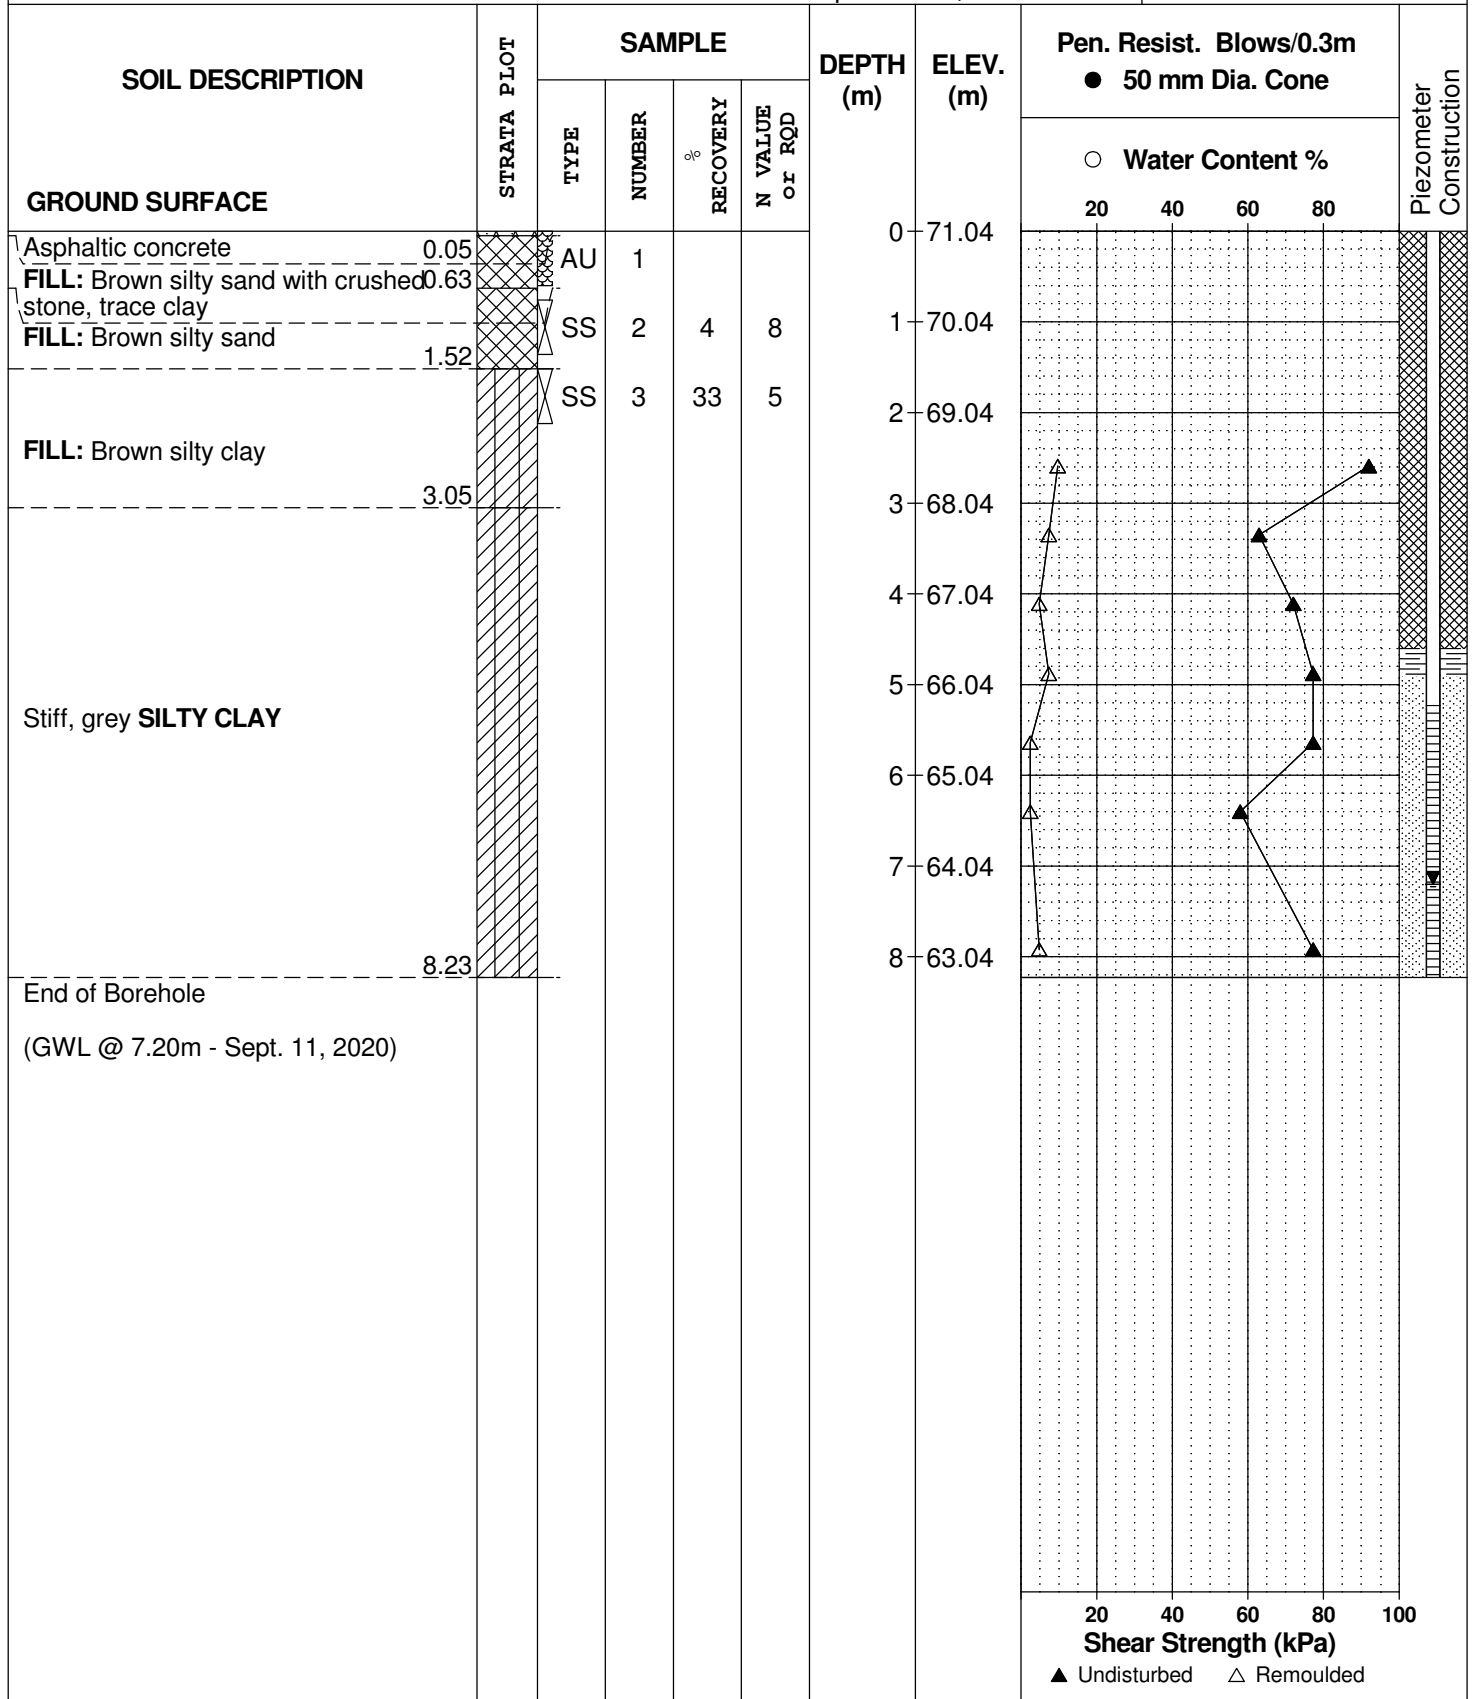 SOIL DESCRIPTION
GROUND SURFACE
STRATA PLOT
SAMPLE
TYPE
NUMBER
%
RECOVERY
N VALUE
or RQD
DEPTH
(m)
ELEV.
(m)
Pen. Resist. Blows/0.3m
● 50 mm Dia. Cone
○ Water Content %
20 40 60 80
Piezometer
Construction
0 71.04
Asphaltic concrete 0.05
AU 1
FILL: Brown silty sand with crushed 0.63
stone, trace clay
1 70.04
SS 2 4 8
FILL: Brown silty sand
1.52
SS 3 33 5
2 69.04
FILL: Brown silty clay
3.05
3 68.04
4 67.04
5 66.04
Stiff, grey SILTY CLAY
6 65.04
7 64.04
8 63.04
8.23
End of Borehole
(GWL @ 7.20m - Sept. 11, 2020)
20 40 60 80 100
Shear Strength (kPa)
▲ Undisturbed △ Remoulded